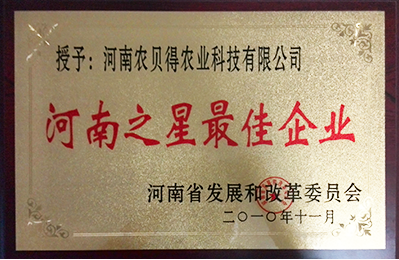 授予：河南农贝得农业科技有限公司
河南之星最佳企业
河南省发展和改革委员会
二〇一〇年十一月